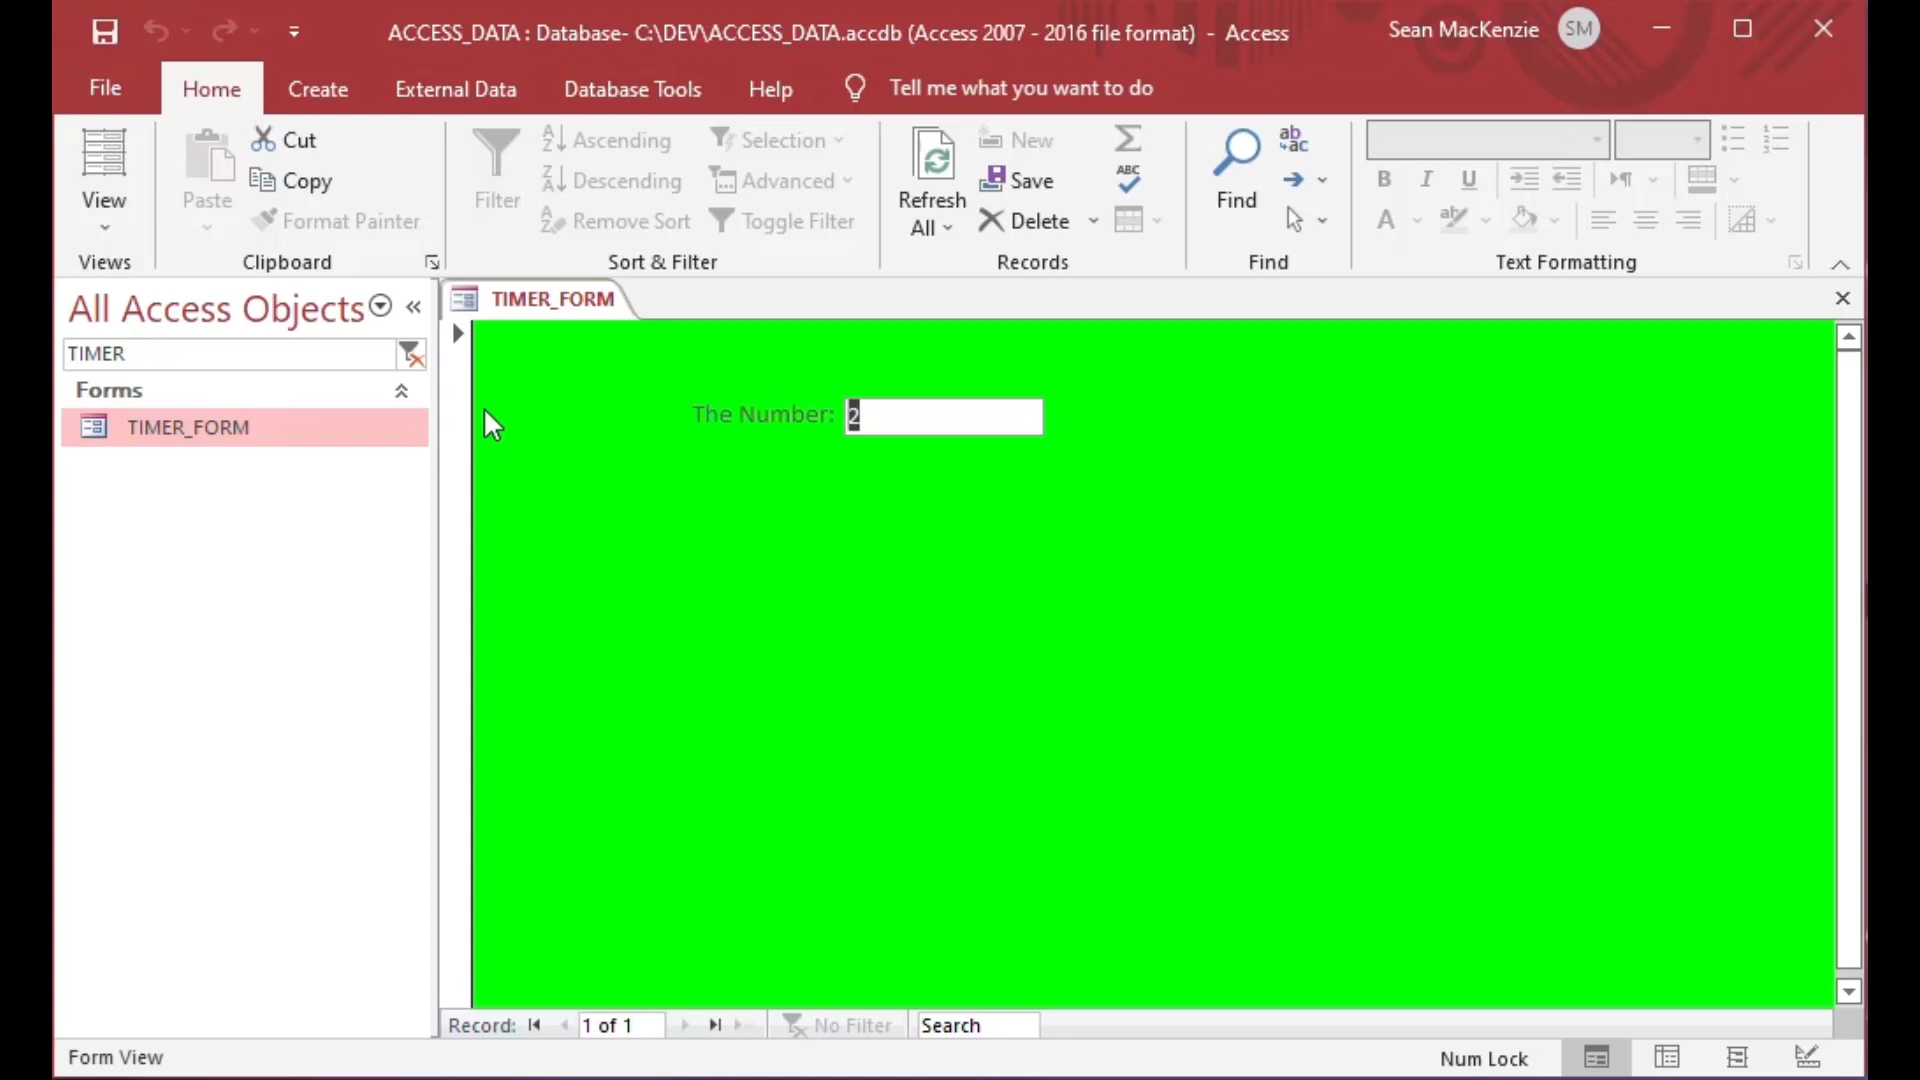 ACCESS_DATA : Database- C:\DEV\ACCESS_DATA.accdb (Access 2007 - 2016 file format)  -  Access
Sean MacKenzie
SM
File
Home
Create
External Data
Database Tools
Help
Tell me what you want to do
View
Views
Paste
Cut
Copy
Format Painter
Clipboard
Filter
Ascending
Descending
Remove Sort
Selection
Advanced
Toggle Filter
Sort & Filter
Refresh
All
New
Save
Delete
ABC
Records
Find
ab
ac
Find
B I U
A
ab
Text Formatting
All Access Objects
TIMER
Forms
TIMER_FORM
TIMER_FORM
The Number: 2
Record: 1 of 1
No Filter
Search
Form View
Num Lock